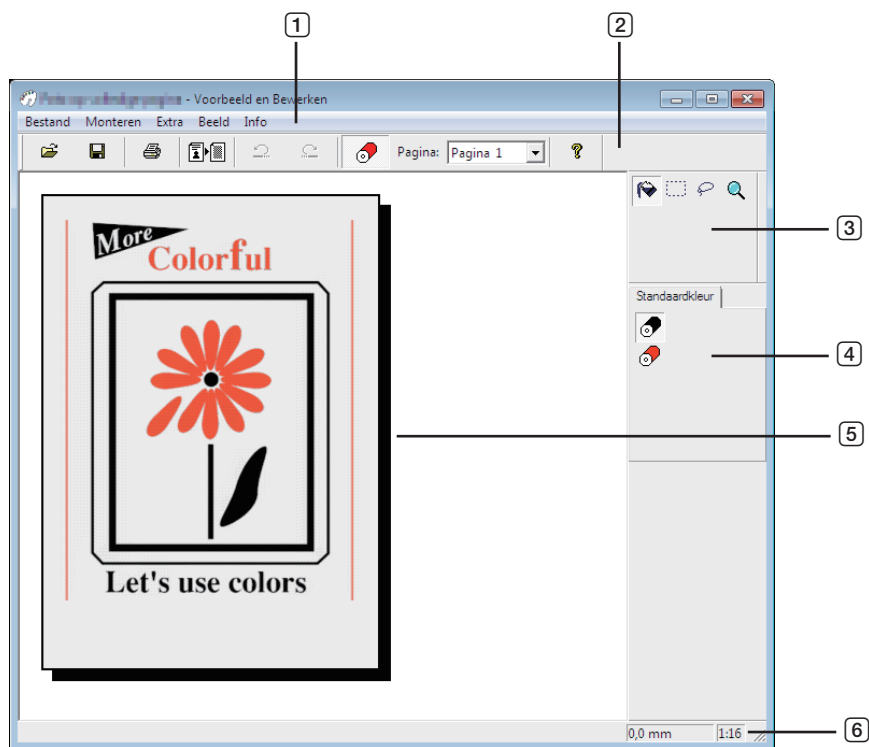 1 2
- Voorbeeld en Bewerken
Bestand Monteren Extra Beeld Info
Pagina: Pagina 1 ?
3
More
Colorful
Standaardkleur
4
5
Let's use colors
0,0 mm 1:16 6